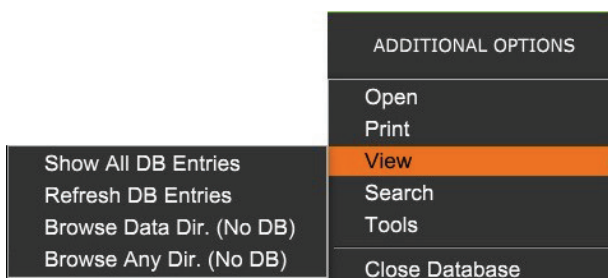 ADDITIONAL OPTIONS
Open
Print
View
Show All DB Entries
Refresh DB Entries
Browse Data Dir. (No DB)
Browse Any Dir. (No DB)
Search
Tools
Close Database